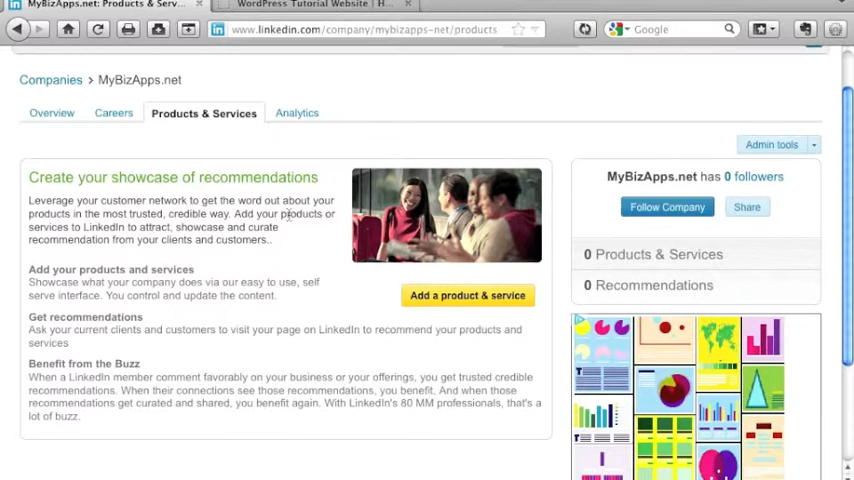 MyBizApps.net: Products & Serv...
WordPress Tutorial Website | H...
www.linkedin.com/company/mybizapps-net/products
Google
Companies > MyBizApps.net
Overview
Careers
Products & Services
Analytics
Admin tools
Create your showcase of recommendations
Leverage your customer network to get the word out about your
products in the most trusted, credible way. Add your products or
services to LinkedIn to attract, showcase and curate
recommendation from your clients and customers..
Add your products and services
Showcase what your company does via our easy to use, self
serve interface. You control and update the content.
Add a product & service
Get recommendations
Ask your current clients and customers to visit your page on LinkedIn to recommend your products and
services
Benefit from the Buzz
When a LinkedIn member comment favorably on your business or your offerings, you get trusted credible
recommendations. When their connections see those recommendations, you benefit. And when those
recommendations get curated and shared, you benefit again. With LinkedIn's 80 MM professionals, that's a
lot of buzz.
MyBizApps.net has 0 followers
Follow Company
Share
0 Products & Services
0 Recommendations